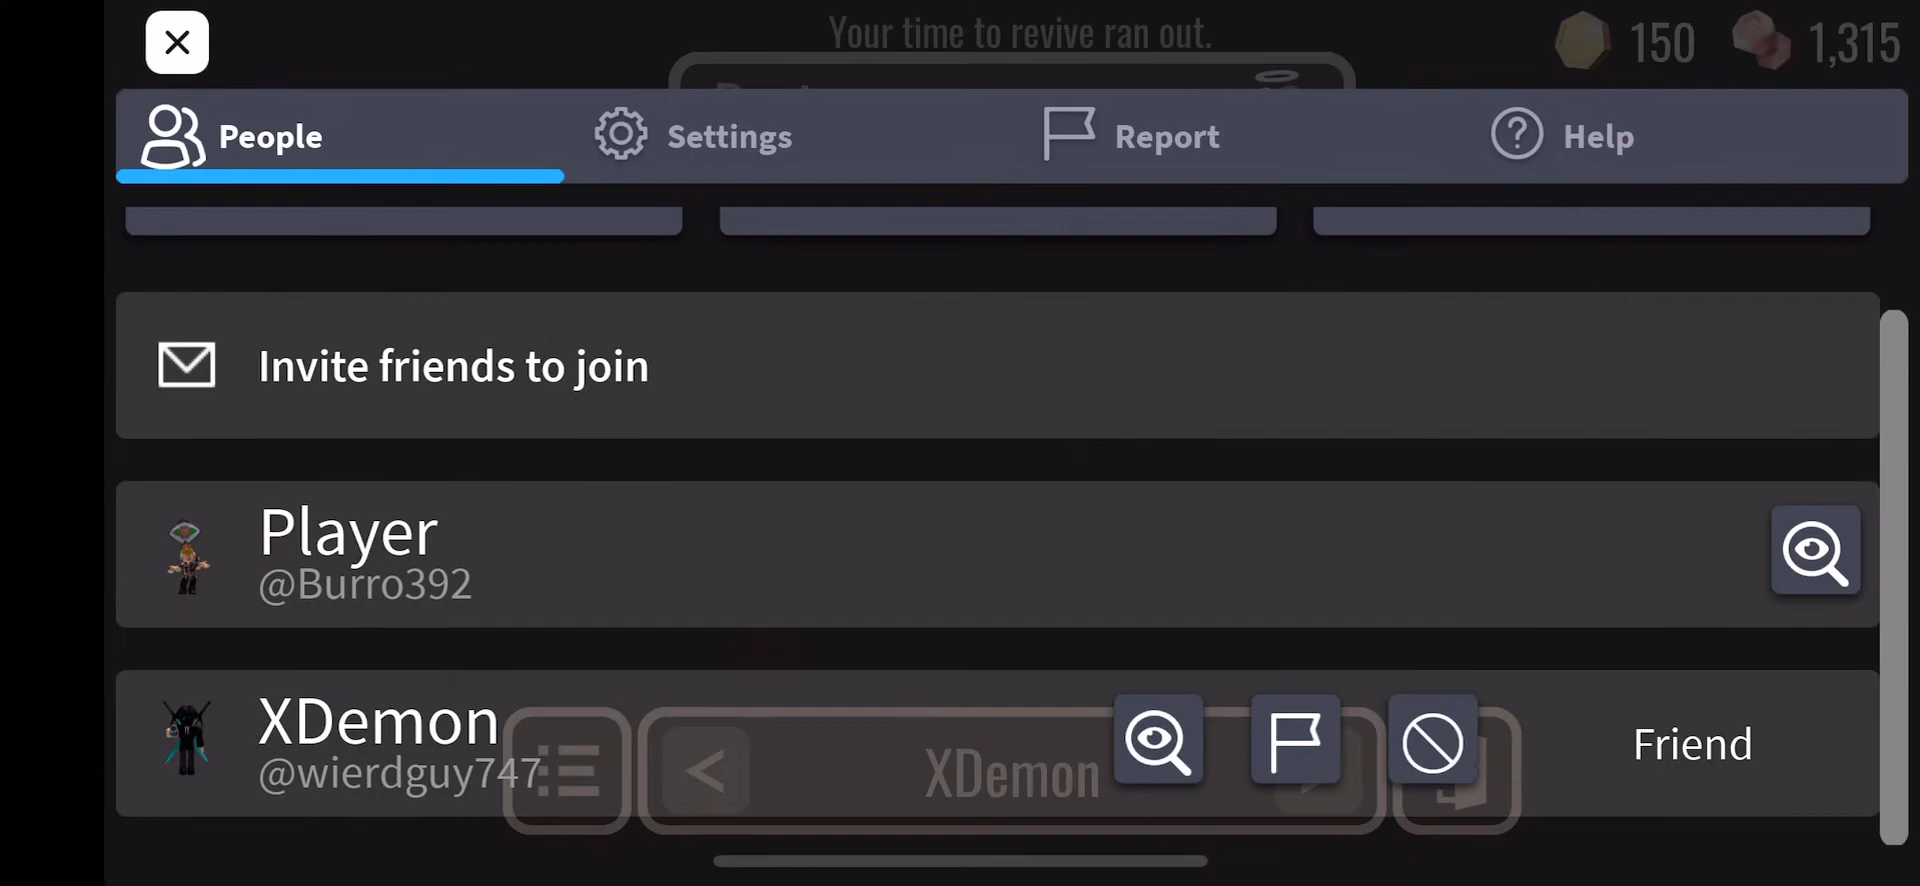 Your time to revive ran out.
150
1,315
People
Settings
Report
Help
Invite friends to join
Player
@Burro392
XDemon
@wierdguy747
XDemon
Friend